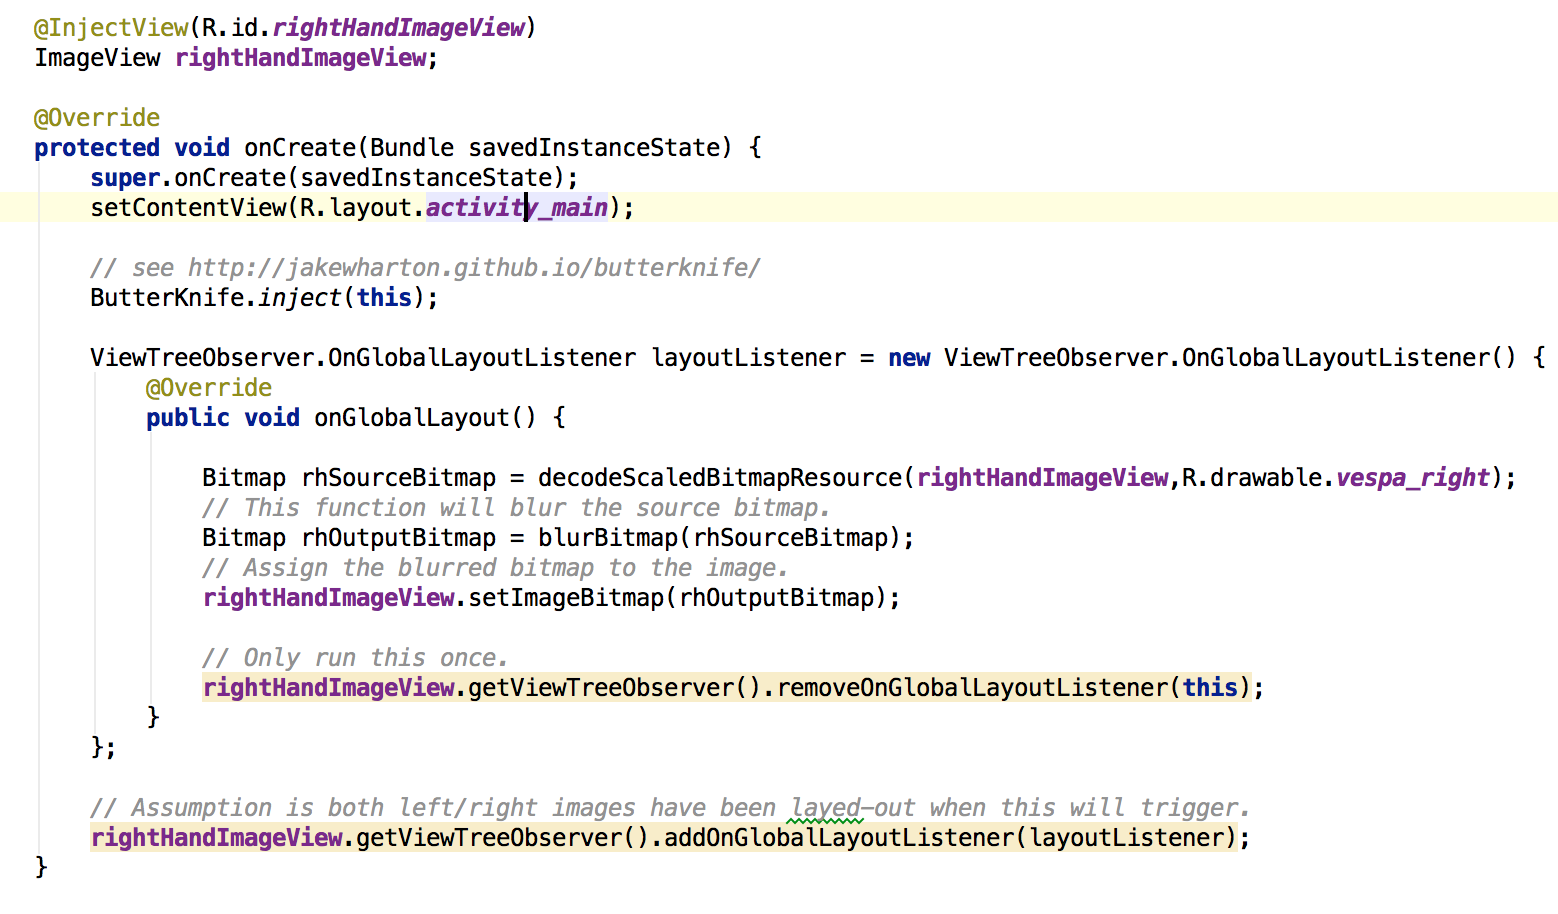 @InjectView(R.id.rightHandImageView)
ImageView rightHandImageView;
@Override
protected void onCreate(Bundle savedInstanceState) {
super.onCreate(savedInstanceState);
setContentView(R.layout.activity_main);
// see http://jakewharton.github.io/butterknife/
ButterKnife.inject(this);
ViewTreeObserver.OnGlobalLayoutListener layoutListener = new ViewTreeObserver.OnGlobalLayoutListener() {
@Override
public void onGlobalLayout() {
Bitmap rhSourceBitmap = decodeScaledBitmapResource(rightHandImageView,R.drawable.vespa_right);
// This function will blur the source bitmap.
Bitmap rhOutputBitmap = blurBitmap(rhSourceBitmap);
// Assign the blurred bitmap to the image.
rightHandImageView.setImageBitmap(rhOutputBitmap);
// Only run this once.
rightHandImageView.getViewTreeObserver().removeOnGlobalLayoutListener(this);
}
};
// Assumption is both left/right images have been layed-out when this will trigger.
rightHandImageView.getViewTreeObserver().addOnGlobalLayoutListener(layoutListener);
}